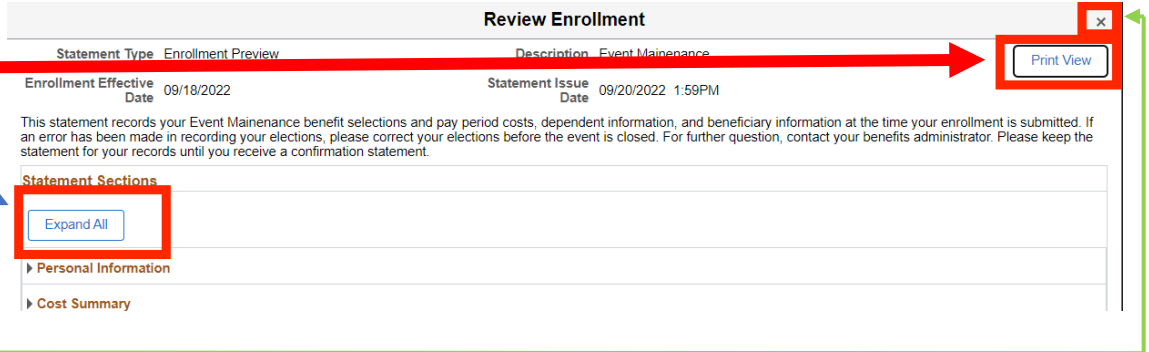 Review Enrollment
×
Statement Type Enrollment Preview Description Event Mainenance
Print View
Enrollment Effective Date 09/18/2022 Statement Issue Date 09/20/2022 1:59PM
This statement records your Event Mainenance benefit selections and pay period costs, dependent information, and beneficiary information at the time your enrollment is submitted. If
an error has been made in recording your elections, please correct your elections before the event is closed. For further question, contact your benefits administrator. Please keep the
statement for your records until you receive a confirmation statement.
Statement Sections
Expand All
Personal Information
Cost Summary